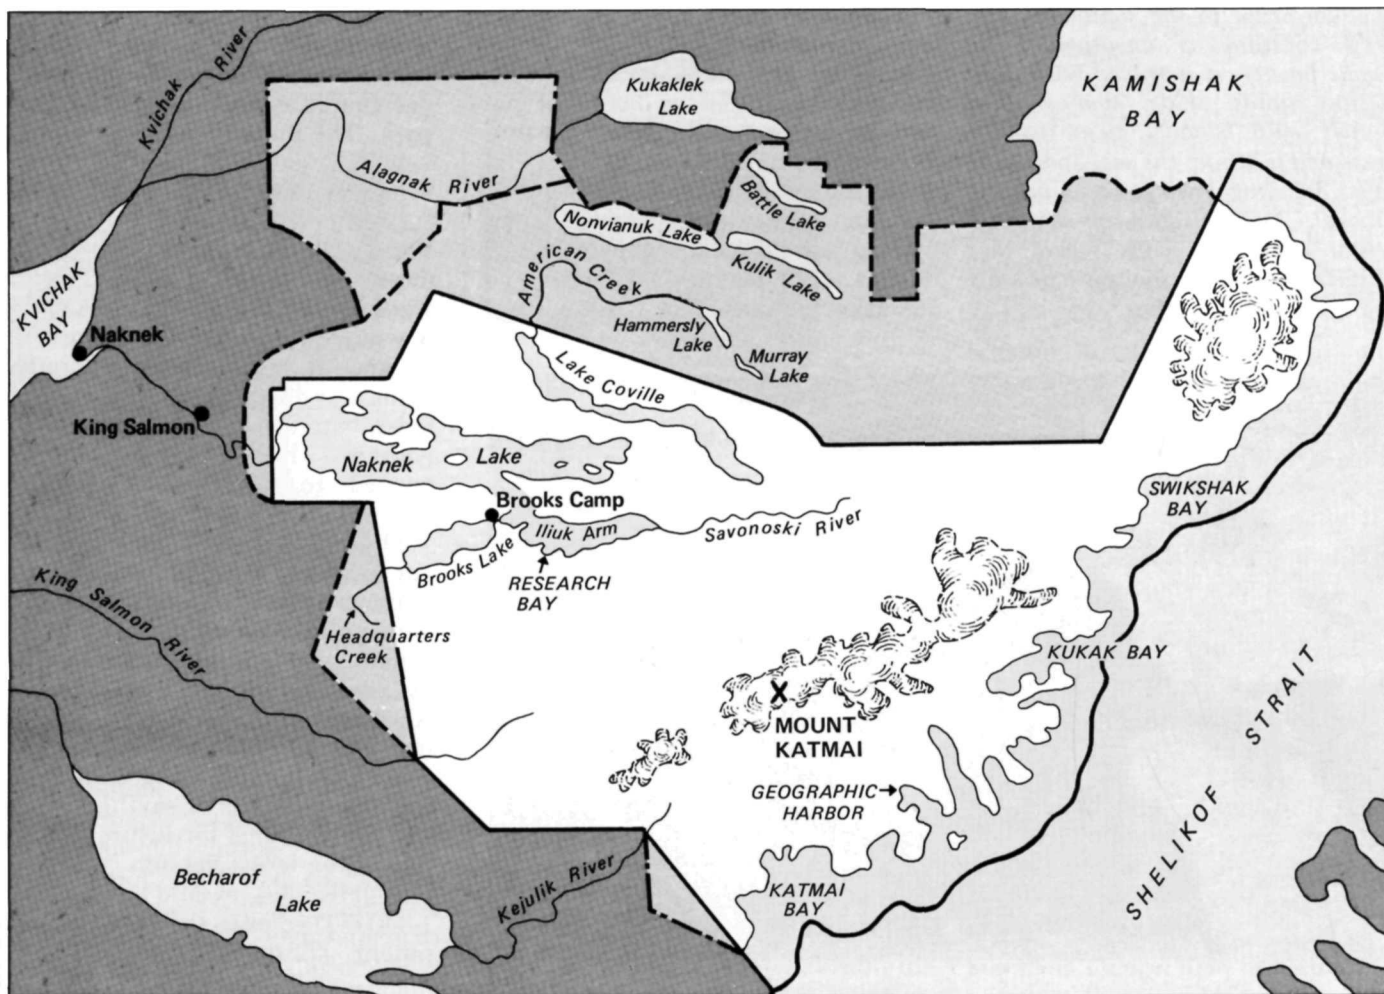 Kvichak River
Kukaklek
Lake
KAMISHAK
BAY
Alagnak River
Battle Lake
Nonvianuk Lake
Kulik Lake
American Creek
KVICHAK
BAY
Naknek
Hammersly
Lake
Murray
Lake
Lake Coville
King Salmon
Naknek Lake
SWIKSHAK
BAY
Brooks Camp
Iliuk Arm
Savonoski River
Brooks Lake
RESEARCH
BAY
King Salmon River
Headquarters
Creek
KUKAK BAY
X
MOUNT
KATMAI
SHELIKOF STRAIT
GEOGRAPHIC
HARBOR
Becharof
Lake
Kejulik River
KATMAI
BAY